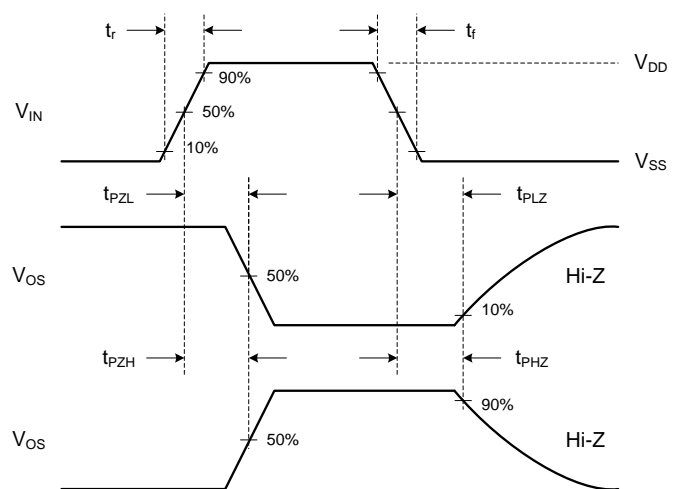 tr tf
90% VDD
VIN 50%
10% VSS
tPZL tPLZ
VOS 50% Hi-Z
10%
tPZH tPHZ
90%
VOS 50% Hi-Z